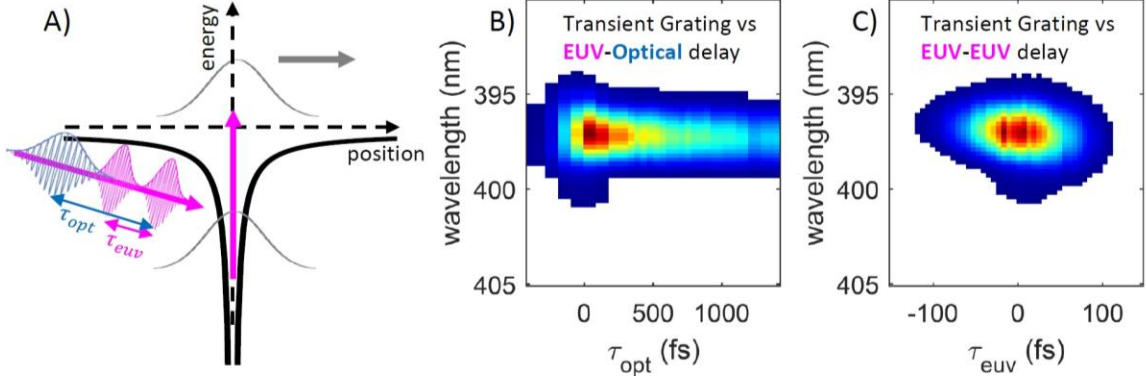 A)
energy
position
τopt
τeuv
B)
Transient Grating vs
EUV-Optical delay
wavelength (nm)
395
400
405
0
500
1000
τopt (fs)
C)
Transient Grating vs
EUV-EUV delay
wavelength (nm)
395
400
405
-100
0
100
τeuv (fs)